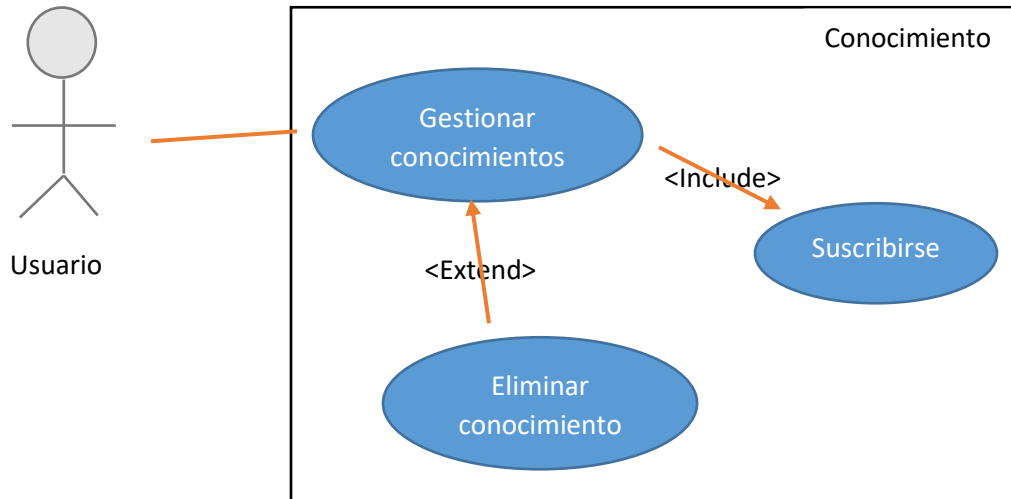 Conocimiento
Gestionar
conocimientos
<Include>
Suscribirse
Usuario
<Extend>
Eliminar
conocimiento